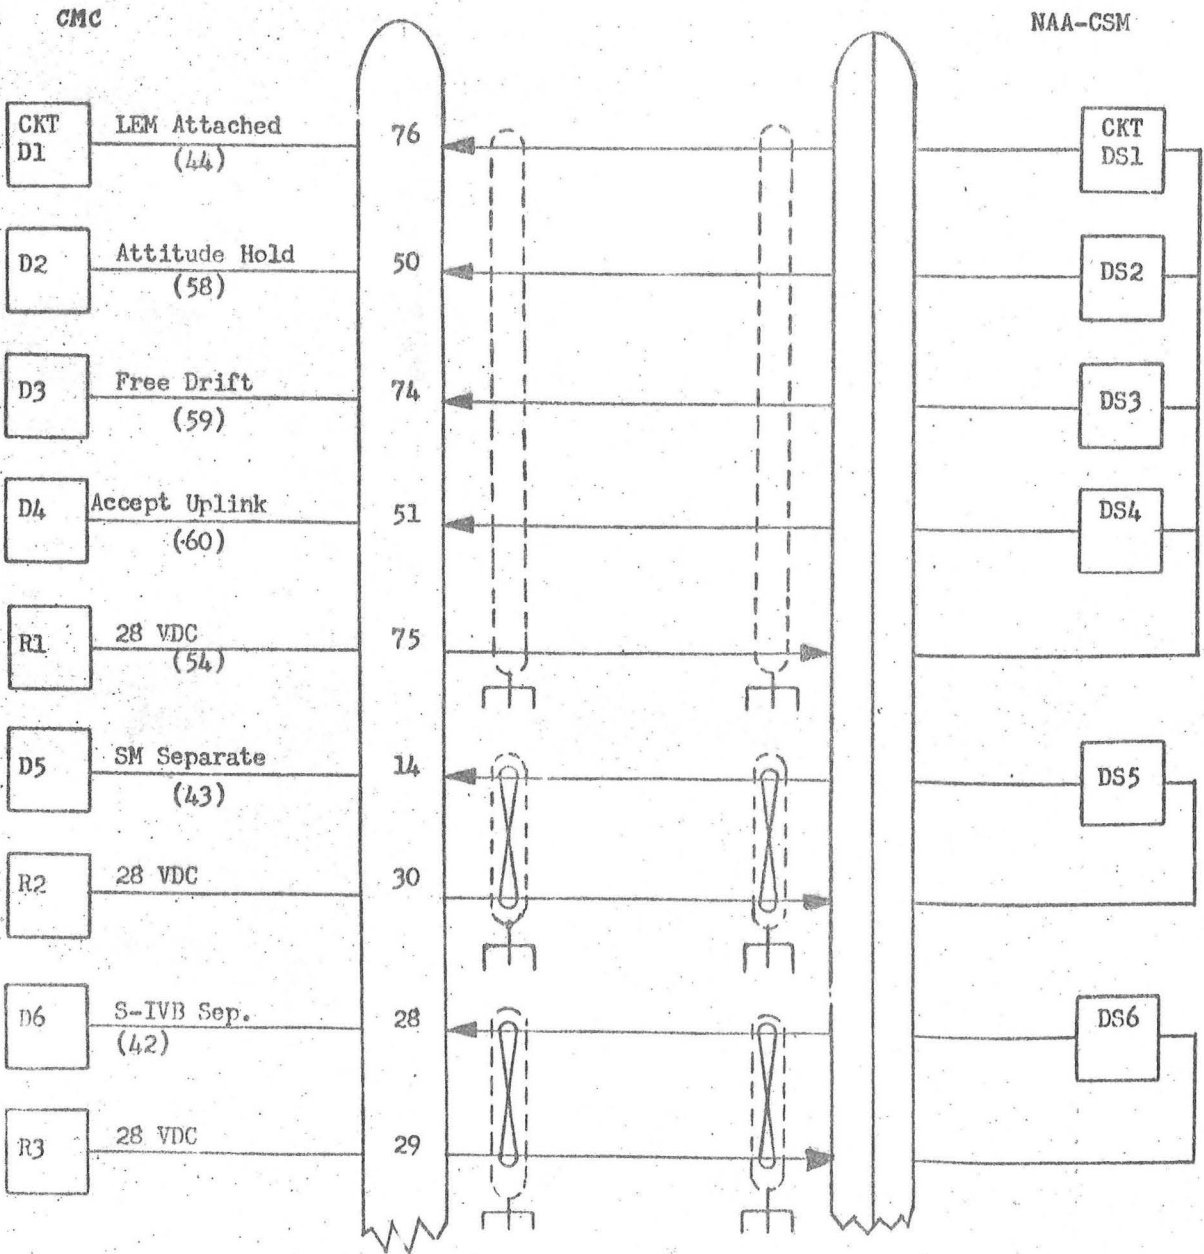 CMC
NAA-CSM
CKT
D1
LEM Attached
(44)
76
CKT
DS1
D2
Attitude Hold
(58)
50
DS2
D3
Free Drift
(59)
74
DS3
D4
Accept Uplink
(60)
51
DS4
R1
28 VDC
(54)
75
D5
SM Separate
(43)
14
DS5
R2
28 VDC
30
D6
S-IVB Sep.
(42)
28
DS6
R3
28 VDC
29